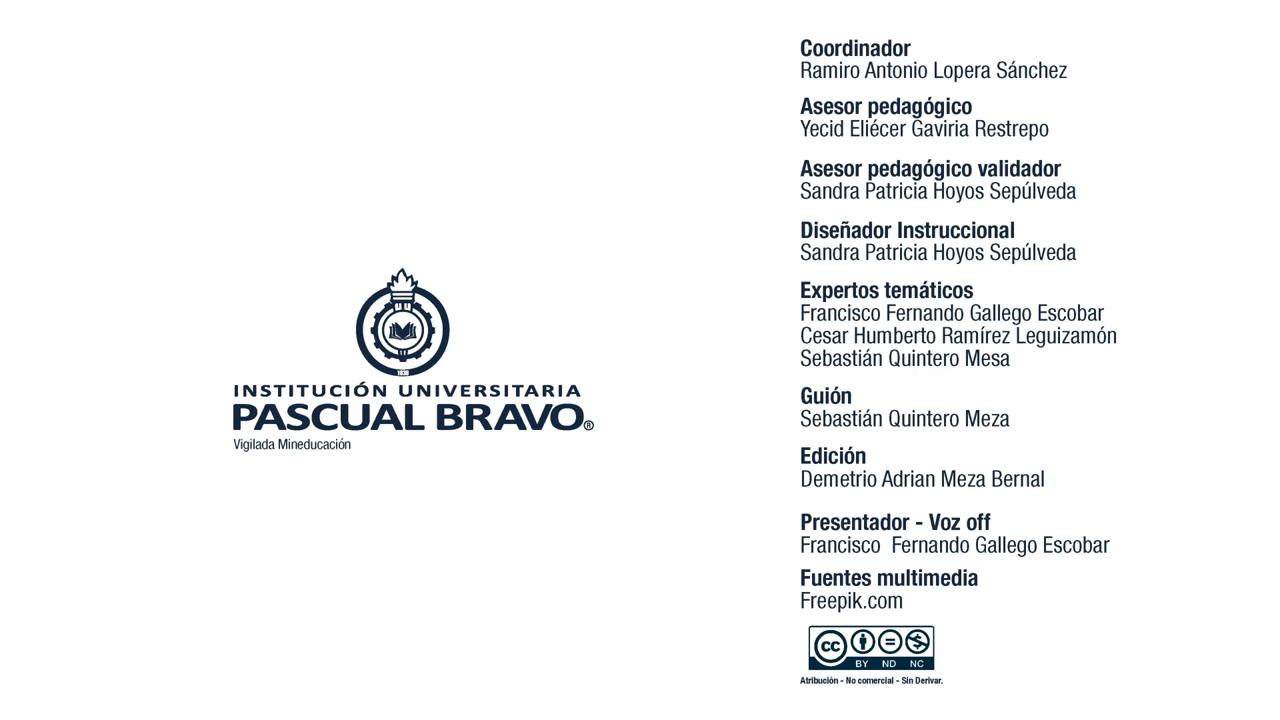 INSTITUCIÓN UNIVERSITARIA
PASCUAL BRAVO®
Vigilada Mineducación
Coordinador
Ramiro Antonio Lopera Sánchez
Asesor pedagógico
Yecid Eliécer Gaviria Restrepo
Asesor pedagógico validador
Sandra Patricia Hoyos Sepúlveda
Diseñador Instruccional
Sandra Patricia Hoyos Sepúlveda
Expertos temáticos
Francisco Fernando Gallego Escobar
Cesar Humberto Ramírez Leguizamón
Sebastián Quintero Mesa
Guión
Sebastián Quintero Meza
Edición
Demetrio Adrian Meza Bernal
Presentador - Voz off
Francisco  Fernando Gallego Escobar
Fuentes multimedia
Freepik.com
cc
BY ND NC
Atribución - No comercial - Sin Derivar.